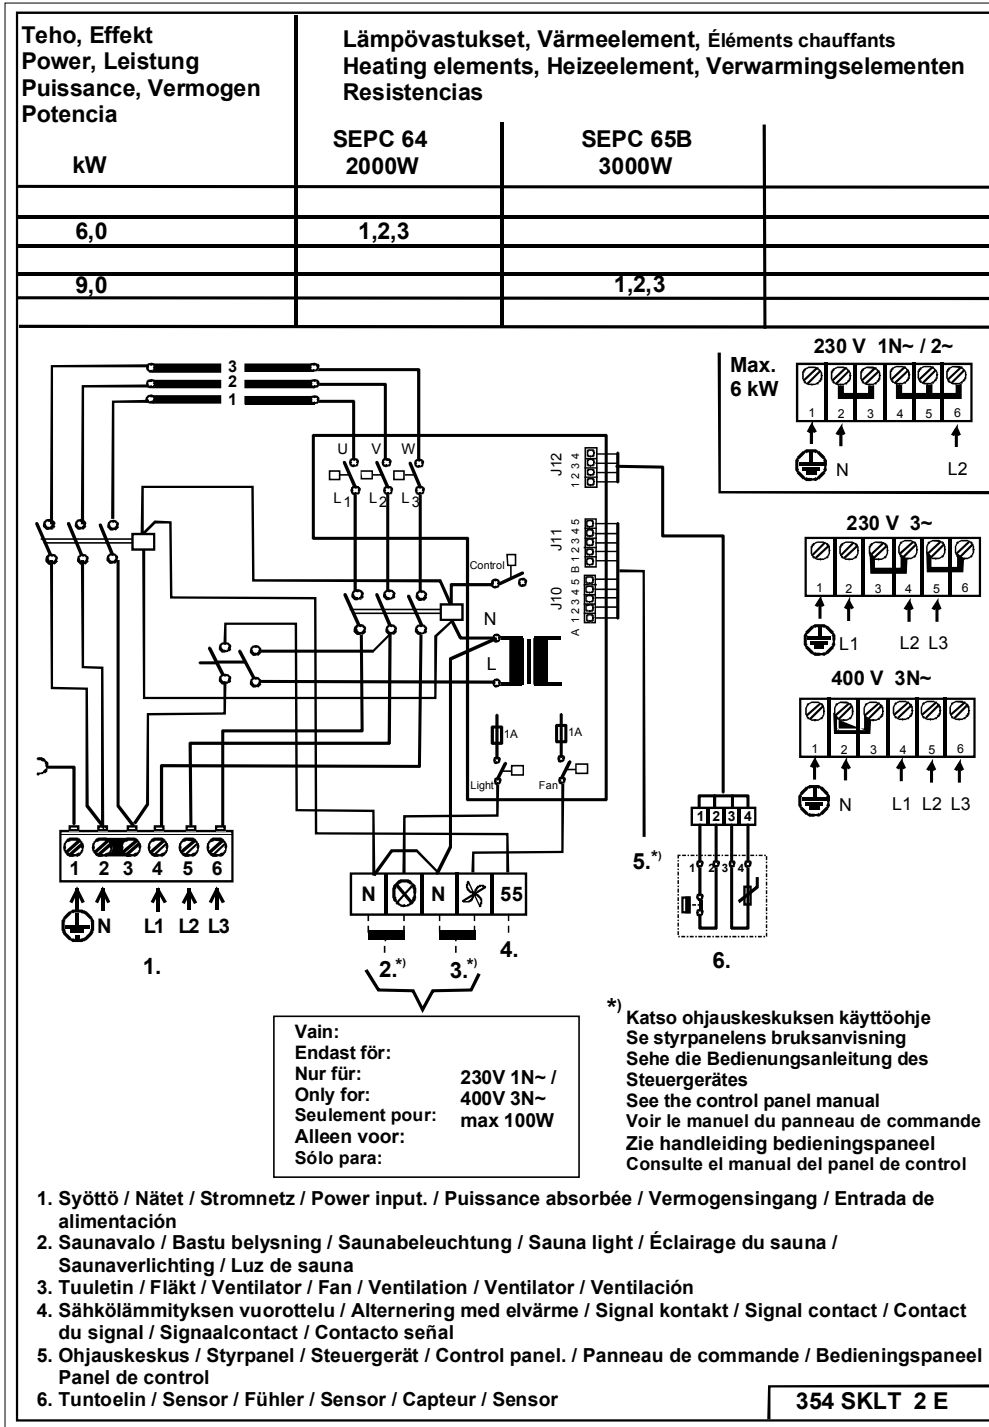 Teho, Effekt
Power, Leistung
Puissance, Vermogen
Potencia
kW
Lämpövastukset, Värmeelement, Éléments chauffants
Heating elements, Heizeelement, Verwarmingselementen
Resistencias
SEPC 64
2000W
SEPC 65B
3000W
6,0 1,2,3
9,0 1,2,3
3
2
1
U V W
L1 L2 L3
Control
N
L
1A 1A
Light Fan
J12
1 2 3 4
J11
B 1 2 3 4 5
J10
A 1 2 3 4 5
Max.
6 kW
230 V 1N~ / 2~
1 2 3 4 5 6
N L2
230 V 3~
1 2 3 4 5 6
L1 L2 L3
400 V 3N~
1 2 3 4 5 6
N L1 L2 L3
1 2 3 4 5 6
N L1 L2 L3
1.
N N 55
2.*) 3.*) 4.
5.*)
1 2 3 4
1 2 3 4
6.
Vain:
Endast för:
Nur für:
Only for:
Seulement pour:
Alleen voor:
Sólo para:
230V 1N~ /
400V 3N~
max 100W
*) Katso ohjauskeskuksen käyttöohje
Se styrpanelens bruksanvisning
Sehe die Bedienungsanleitung des
Steuergerätes
See the control panel manual
Voir le manuel du panneau de commande
Zie handleiding bedieningspaneel
Consulte el manual del panel de control
1. Syöttö / Nätet / Stromnetz / Power input. / Puissance absorbée / Vermogensingang / Entrada de
alimentación
2. Saunavalo / Bastu belysning / Saunabeleuchtung / Sauna light / Éclairage du sauna /
Saunaverlichting / Luz de sauna
3. Tuuletin / Fläkt / Ventilator / Fan / Ventilation / Ventilator / Ventilación
4. Sähkölämmityksen vuorottelu / Alternering med elvärme / Signal kontakt / Signal contact / Contact
du signal / Signaalcontact / Contacto señal
5. Ohjauskeskus / Styrpanel / Steuergerät / Control panel. / Panneau de commande / Bedieningspaneel
Panel de control
6. Tuntoelin / Sensor / Fühler / Sensor / Capteur / Sensor
354 SKLT 2 E